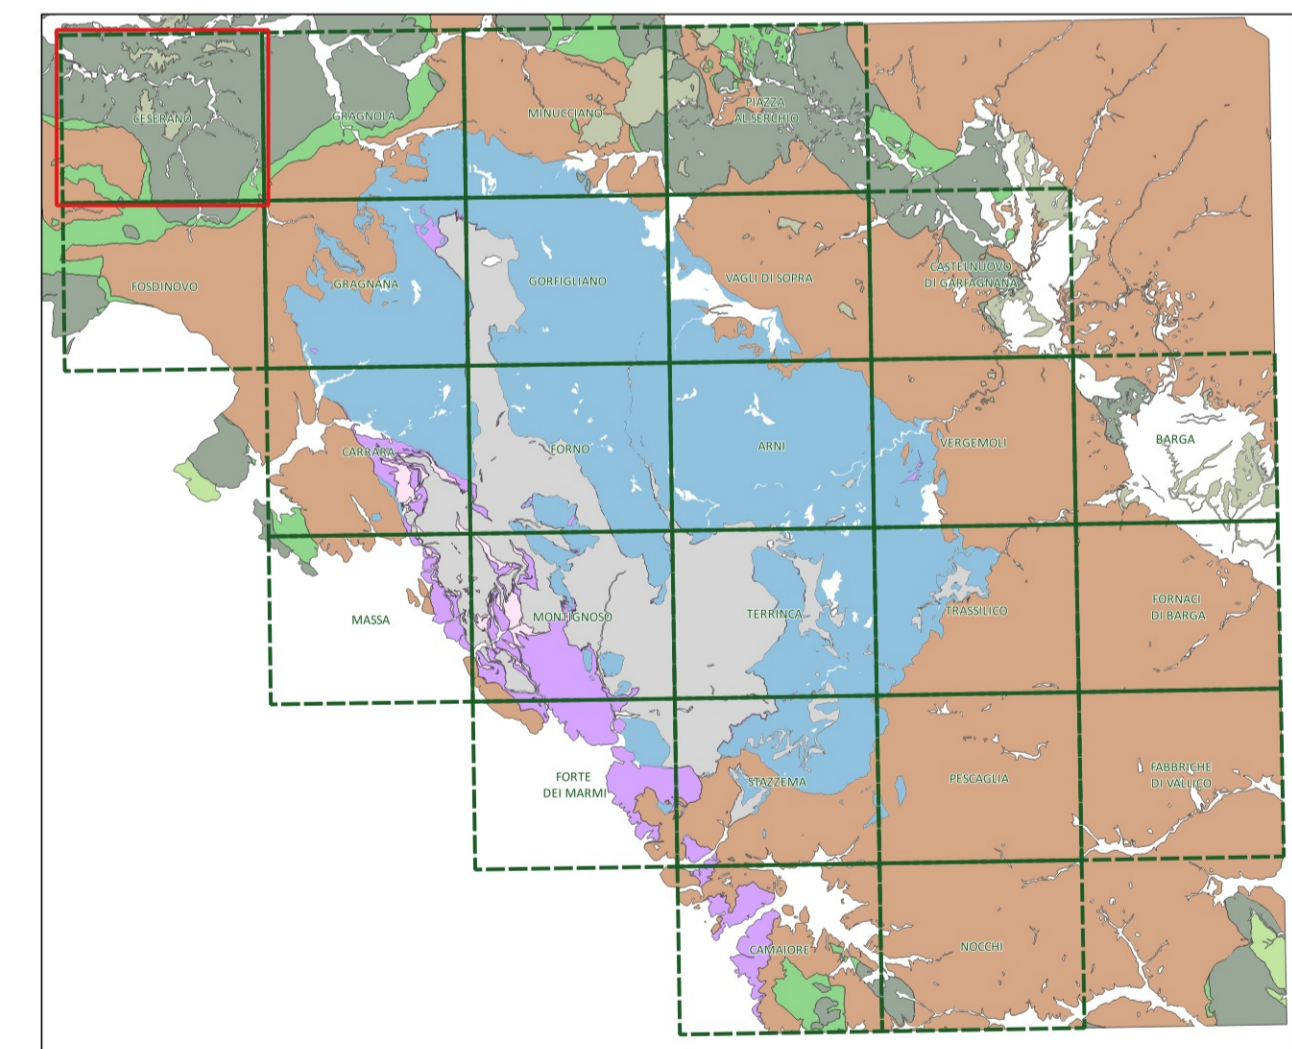 CESERANO
GRAGNOLA
MINUCCIANO
PIAZZA
AL SERCHIO
FOSDINOVO
GRAGNANA
GORFIGLIANO
VAGLI DI SOPRA
CASTELNUOVO
DI GARFAGNANA
CARRARA
FORNO
ARNI
VERGEMOLI
BARGA
MASSA
MONTIGNOSO
TERRINCA
TRASSILICO
FORNACI
DI BARGA
FORTE
DEI MARMI
STAZZEMA
PESCAGLIA
FABBRICHE
DI VALLICO
CAMAIORE
NOCCHI